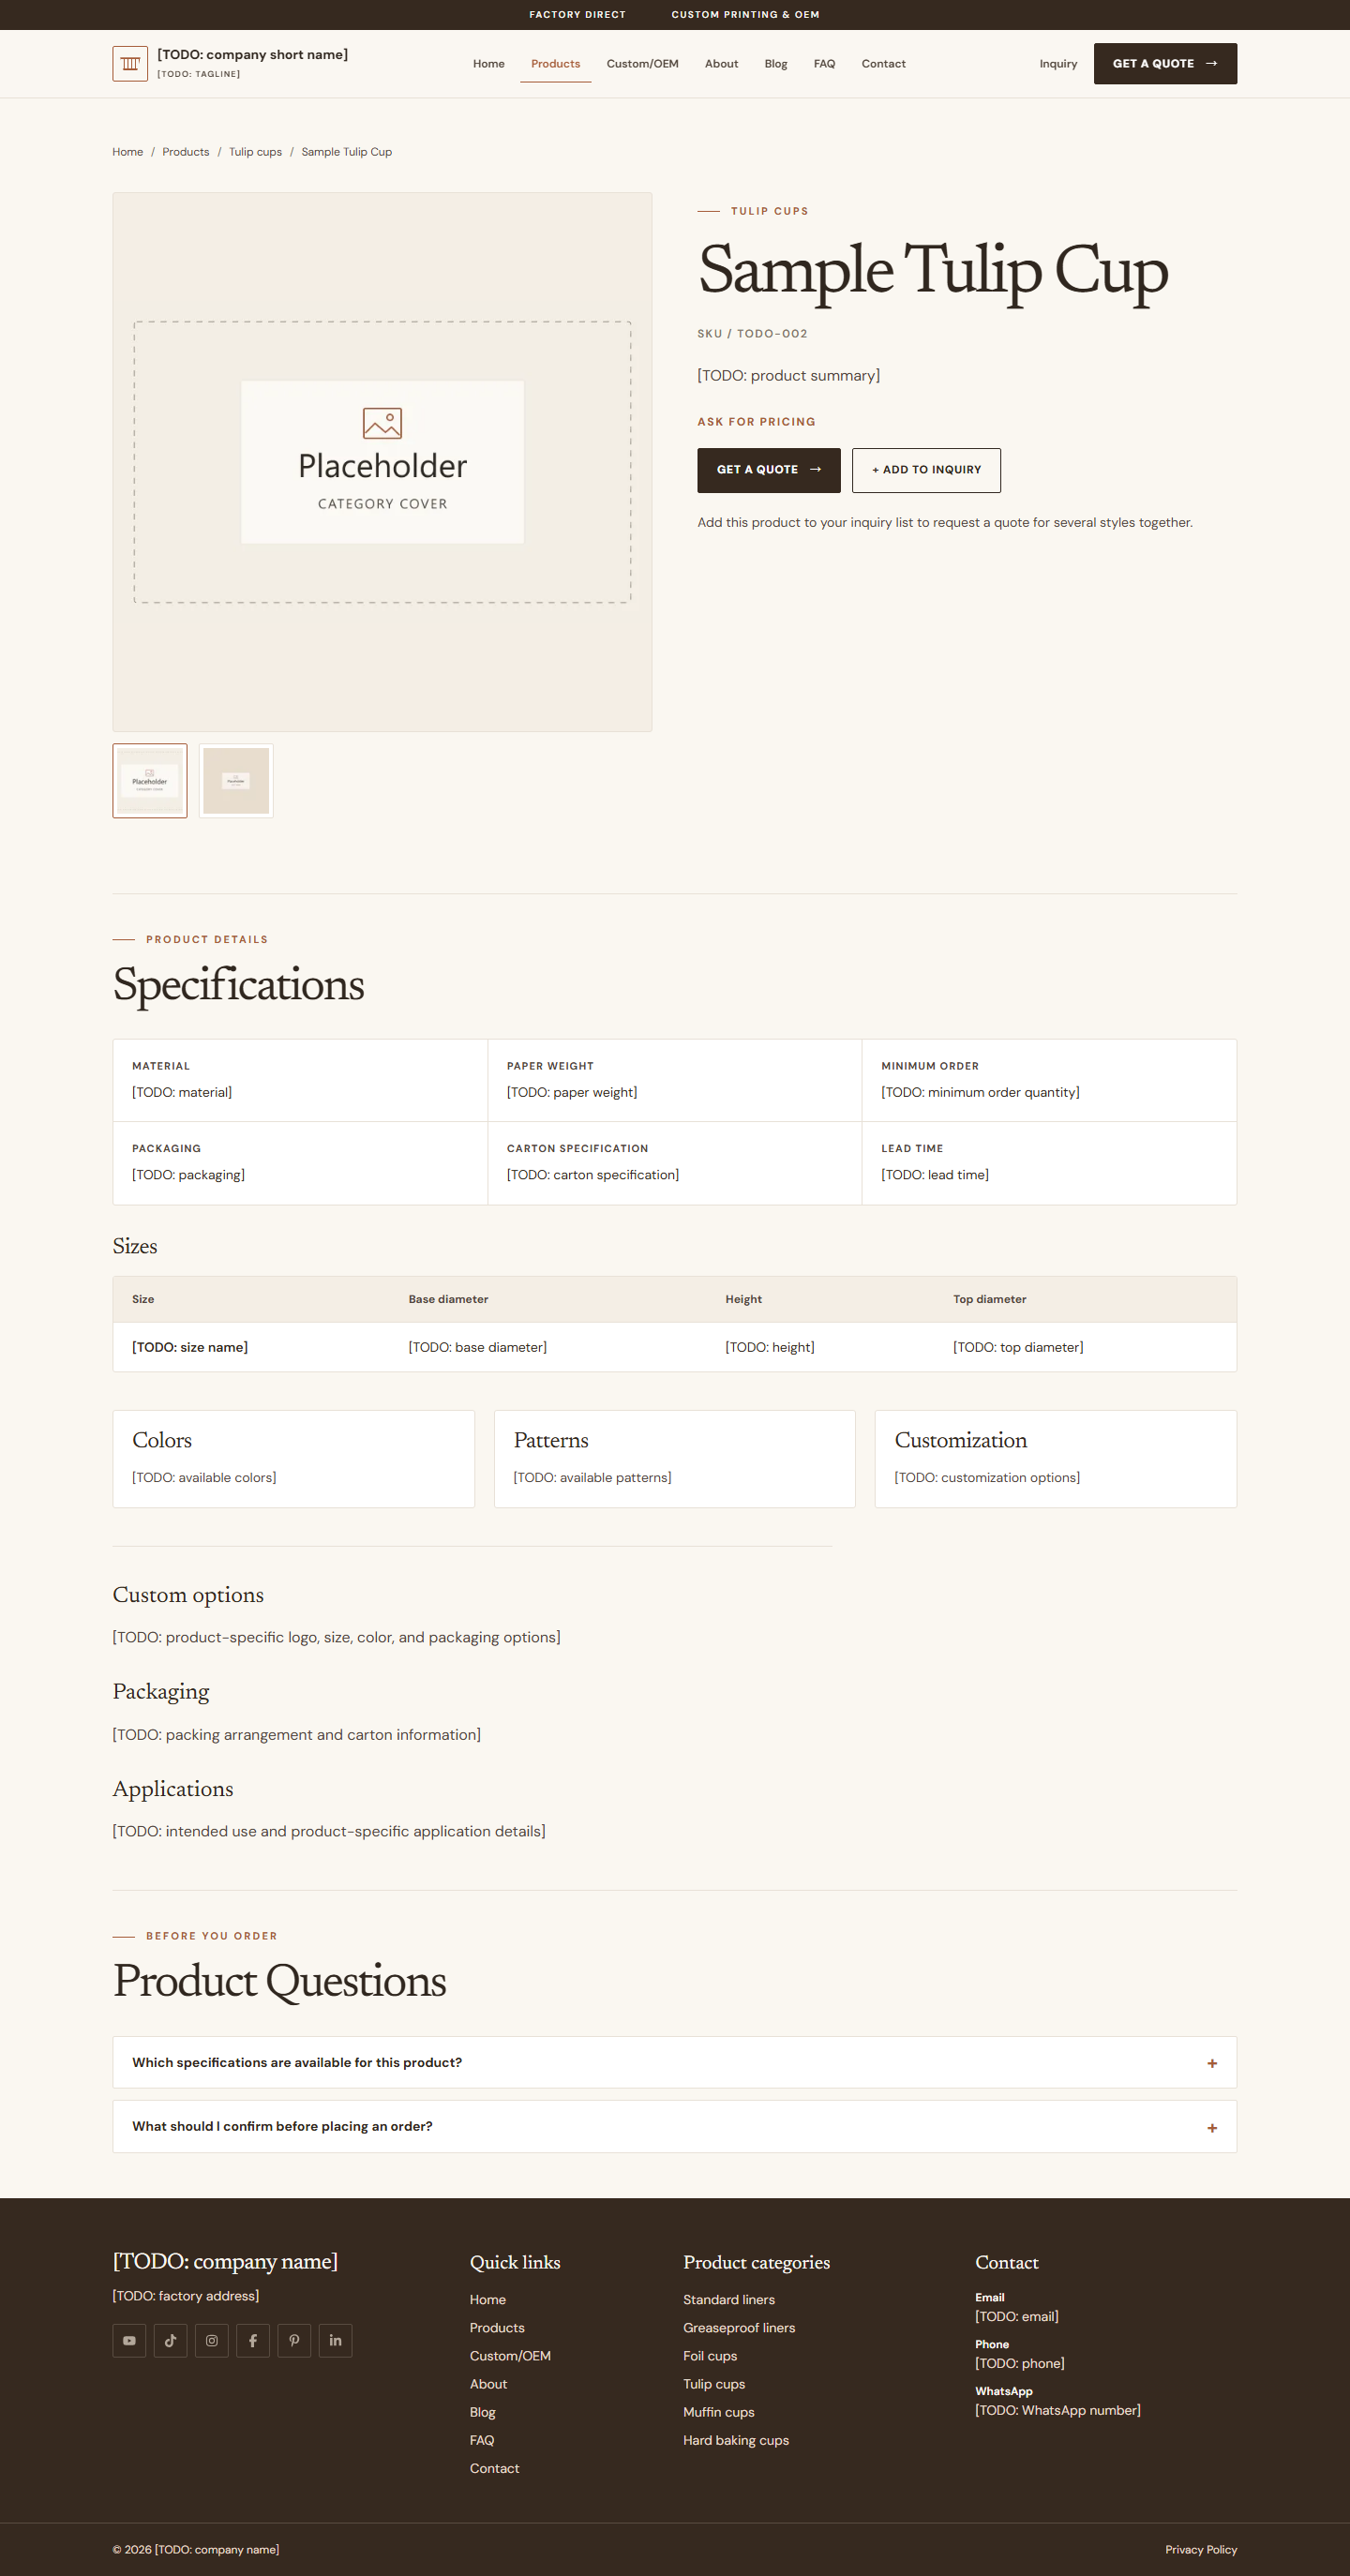 FACTORY DIRECT
CUSTOM PRINTING & OEM
[TODO: company short name]
[TODO: TAGLINE]
Home
Products
Custom/OEM
About
Blog
FAQ
Contact
Inquiry
GET A QUOTE →
Home / Products / Tulip cups / Sample Tulip Cup
Placeholder
CATEGORY COVER
Placeholder
CATEGORY COVER
Placeholder
TULIP CUPS
Sample Tulip Cup
SKU / TODO-002
[TODO: product summary]
ASK FOR PRICING
GET A QUOTE →
+ ADD TO INQUIRY
Add this product to your inquiry list to request a quote for several styles together.
PRODUCT DETAILS
Specifications
MATERIAL
[TODO: material]
PAPER WEIGHT
[TODO: paper weight]
MINIMUM ORDER
[TODO: minimum order quantity]
PACKAGING
[TODO: packaging]
CARTON SPECIFICATION
[TODO: carton specification]
LEAD TIME
[TODO: lead time]
Sizes
Size
Base diameter
Height
Top diameter
[TODO: size name]
[TODO: base diameter]
[TODO: height]
[TODO: top diameter]
Colors
[TODO: available colors]
Patterns
[TODO: available patterns]
Customization
[TODO: customization options]
Custom options
[TODO: product-specific logo, size, color, and packaging options]
Packaging
[TODO: packing arrangement and carton information]
Applications
[TODO: intended use and product-specific application details]
BEFORE YOU ORDER
Product Questions
Which specifications are available for this product? +
What should I confirm before placing an order? +
[TODO: company name]
[TODO: factory address]
Quick links
Home
Products
Custom/OEM
About
Blog
FAQ
Contact
Product categories
Standard liners
Greaseproof liners
Foil cups
Tulip cups
Muffin cups
Hard baking cups
Contact
Email
[TODO: email]
Phone
[TODO: phone]
WhatsApp
[TODO: WhatsApp number]
© 2026 [TODO: company name]
Privacy Policy